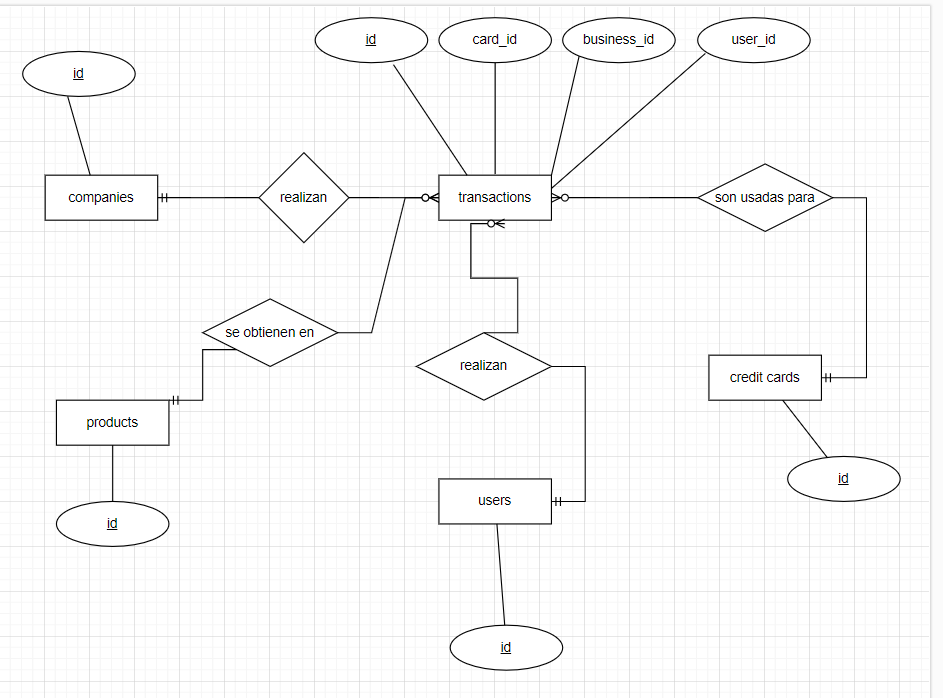 id
card_id
business_id
user_id
id
companies
realizan
transactions
son usadas para
se obtienen en
realizan
credit cards
products
id
users
id
id